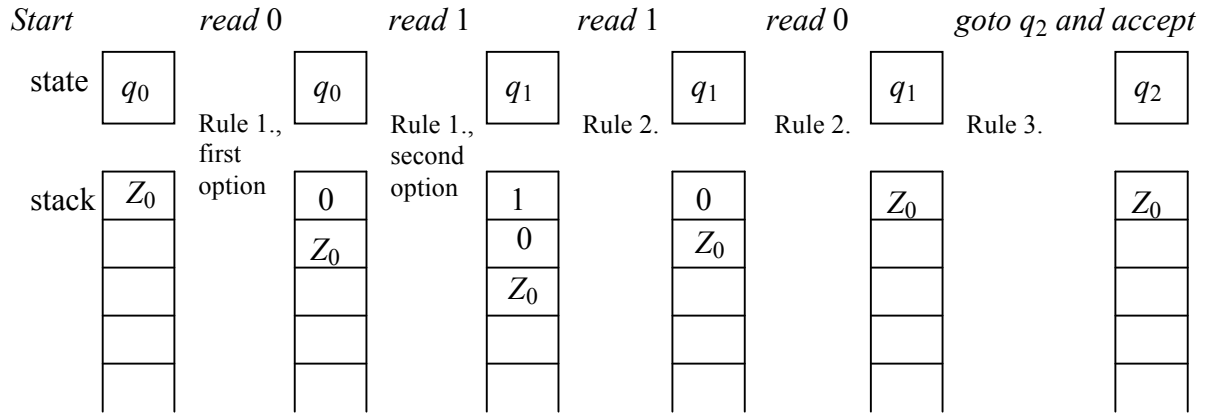 Start read 0 read 1 read 1 read 0 goto q2 and accept
state q0 q0 q1 q1 q1 q2
Rule 1., first option
Rule 1., second option
Rule 2.
Rule 2.
Rule 3.
stack Z0 0 1 0 Z0 Z0
Z0 0 Z0
Z0